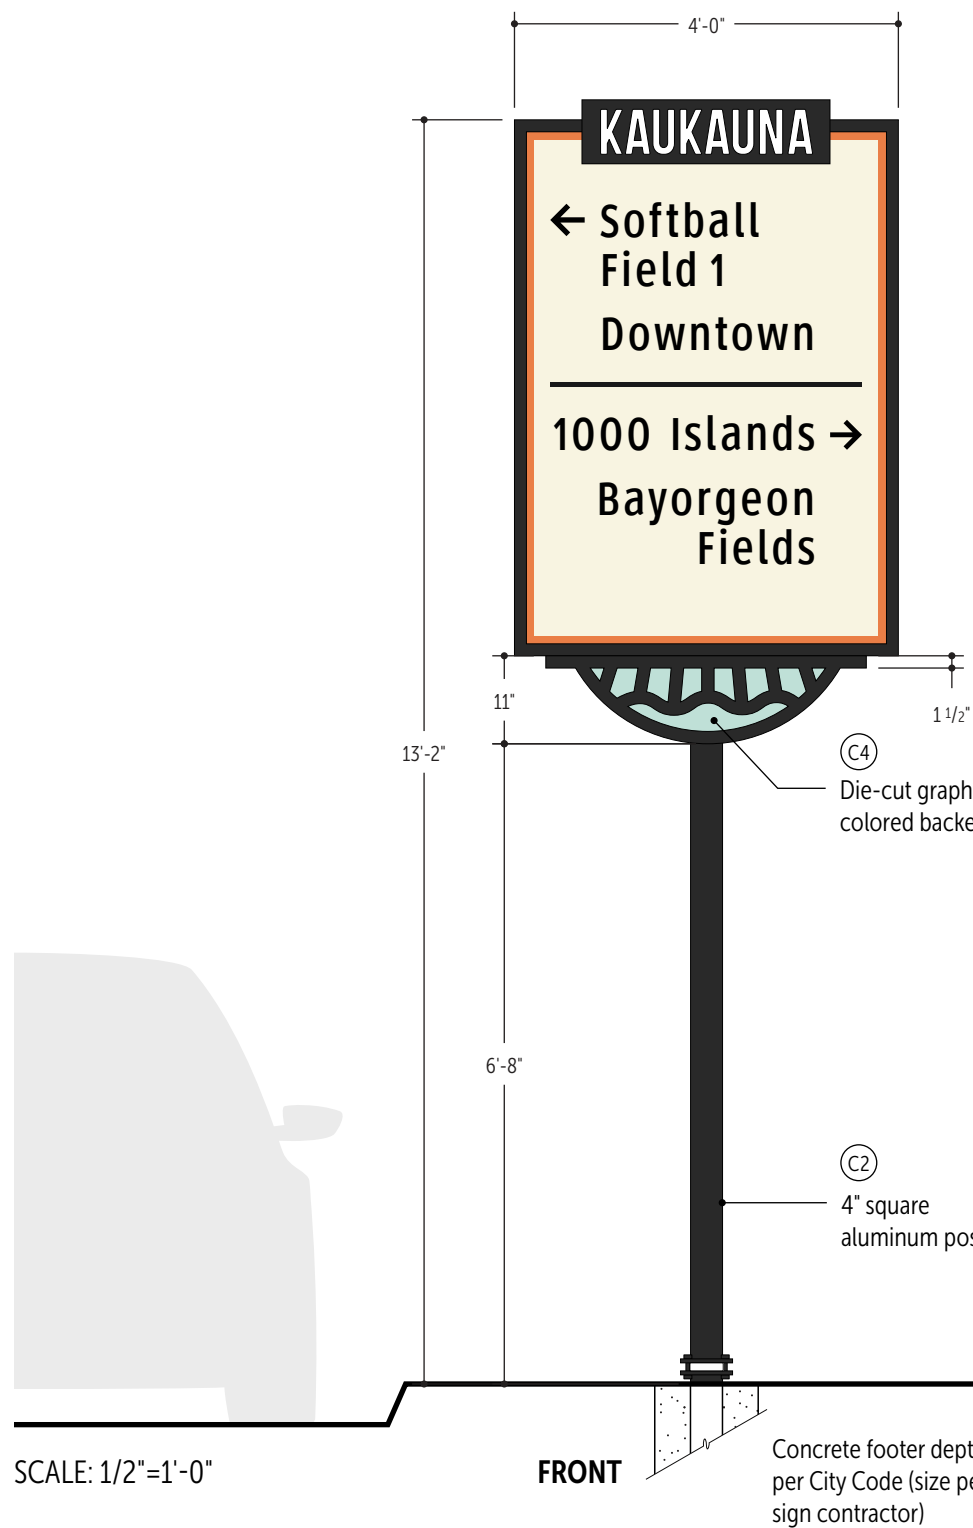 4'-0"
KAUKAUNA
← Softball
Field 1
Downtown
1000 Islands →
Bayorgeon
Fields
11"
1 1/2"
13'-2"
C4
Die-cut graph
colored backe
6'-8"
C2
4" square
aluminum pos
SCALE: 1/2"=1'-0"
FRONT
Concrete footer dept
per City Code (size pe
sign contractor)